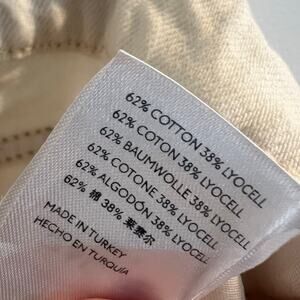 62% COTTON 38% LYOCELL
62% COTON 38% LYOCELL
62% BAUMWOLLE 38% LYOCELL
62% COTONE 38% LYOCELL
62% ALGODÓN 38% LYOCELL
62% 棉 38% 莱赛尔
MADE IN TURKEY
HECHO EN TURQUÍA